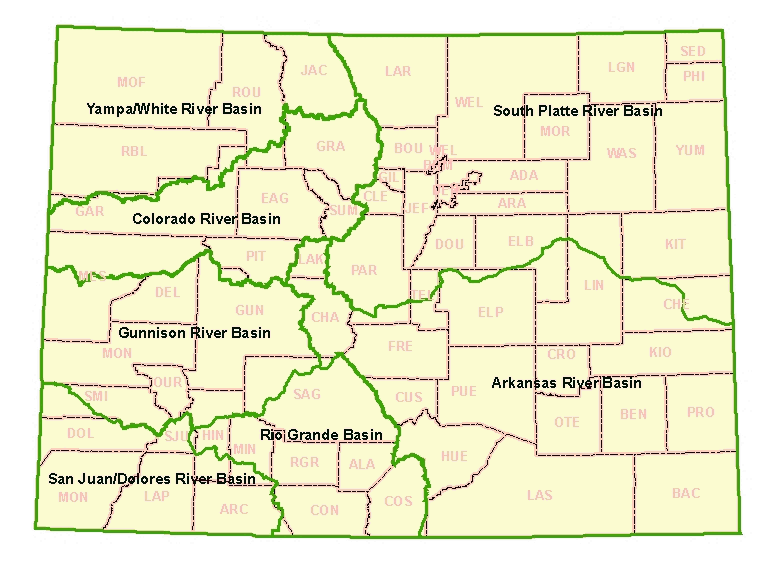 SED
JAC
LAR
LGN
PHI
MOF
ROU
WEL
Yampa/White River Basin
South Platte River Basin
MOR
GRA
BOU
WEL
RBL
WAS
YUM
GIL
ADA
EAG
CLE
ARA
GAR
SUM
JEF
Colorado River Basin
DOU
ELB
KIT
PIT
LAK
PAR
MES
LIN
DEL
TEL
CHE
GUN
CHA
ELP
Gunnison River Basin
FRE
MON
CRO
KIO
OUR
Arkansas River Basin
SAG
CUS
PUE
SMI
OTE
BEN
PRO
DOL
SJU
HIN
Rio Grande Basin
MIN
HUE
RGR
ALA
San Juan/Dolores River Basin
MON
LAP
ARC
CON
COS
LAS
BAC